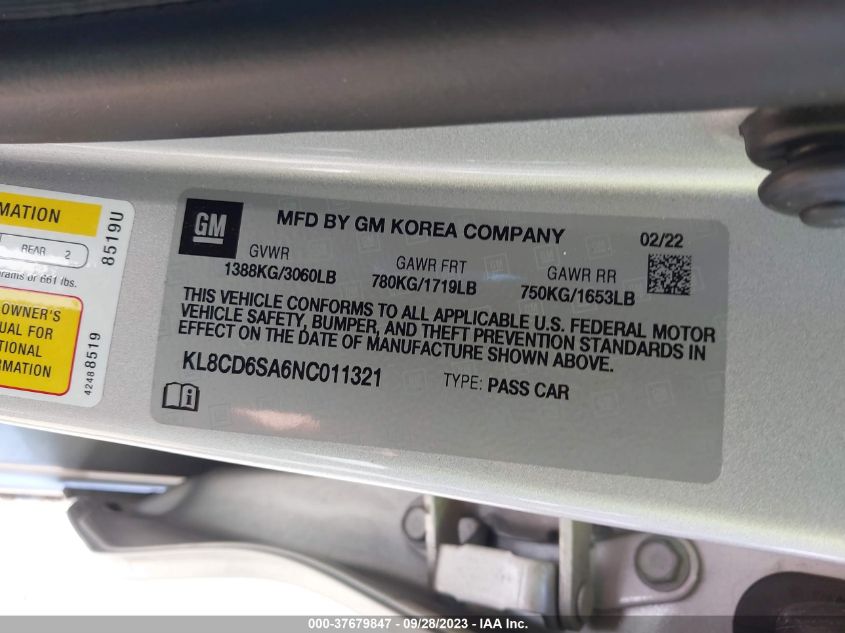 MATION
REAR 2
rams or 661 lbs.
OWNER'S
UAL FOR
TIONAL
MATION
8519U
42488519
GM
MFD BY GM KOREA COMPANY
02/22
GVWR
1388KG/3060LB
GAWR FRT
780KG/1719LB
GAWR RR
750KG/1653LB
THIS VEHICLE CONFORMS TO ALL APPLICABLE U.S. FEDERAL MOTOR
VEHICLE SAFETY, BUMPER, AND THEFT PREVENTION STANDARDS IN
EFFECT ON THE DATE OF MANUFACTURE SHOWN ABOVE.
KL8CD6SA6NC011321
TYPE: PASS CAR
000-37679847 - 09/28/2023 - IAA Inc.